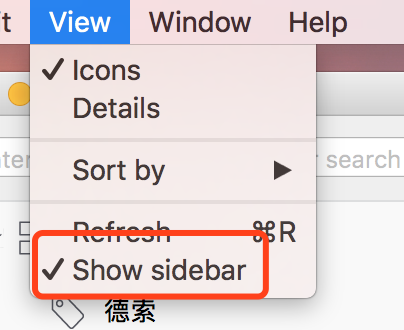 t View Window Help
✓ Icons
Details
ter search
Sort by ▶
Refresh ⌘R
✓ Show sidebar
德索